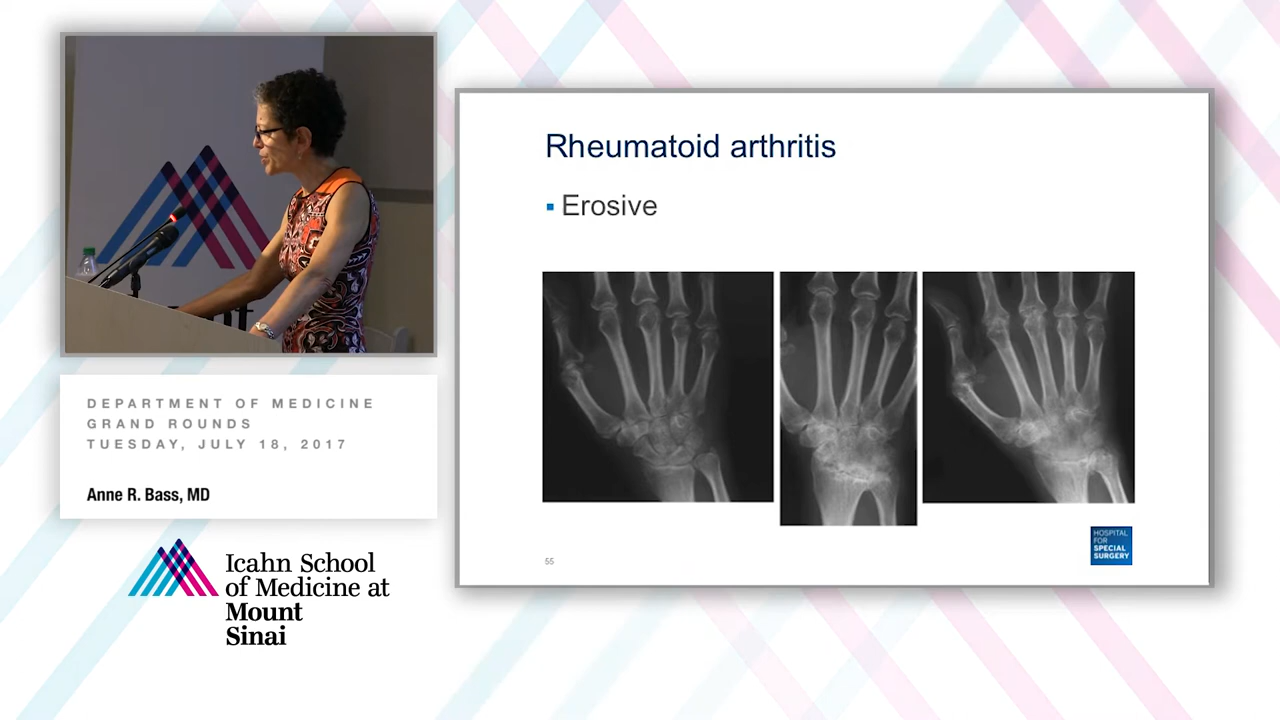 Rheumatoid arthritis
Erosive
55
HOSPITAL
FOR
SPECIAL
SURGERY
DEPARTMENT OF MEDICINE
GRAND ROUNDS
TUESDAY, JULY 18, 2017
Anne R. Bass, MD
Icahn School
of Medicine at
Mount
Sinai